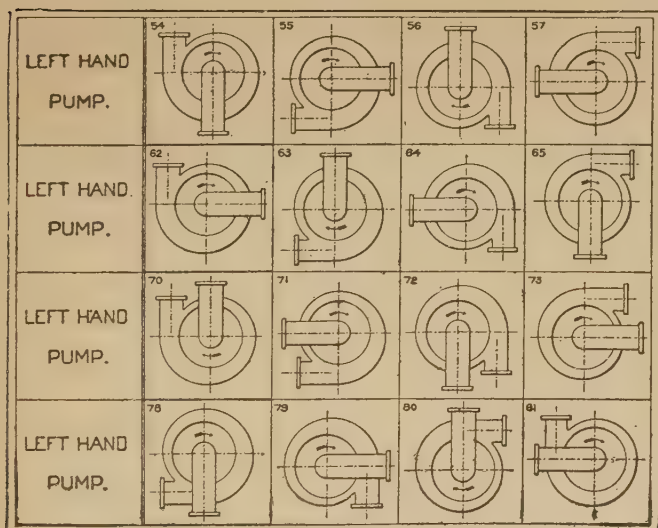 LEFT HAND
PUMP.
54
55
56
57
LEFT HAND.
PUMP.
62
63
64
65
LEFT HAND
PUMP.
70
71
72
73
LEFT HAND
PUMP.
78
79
80
81